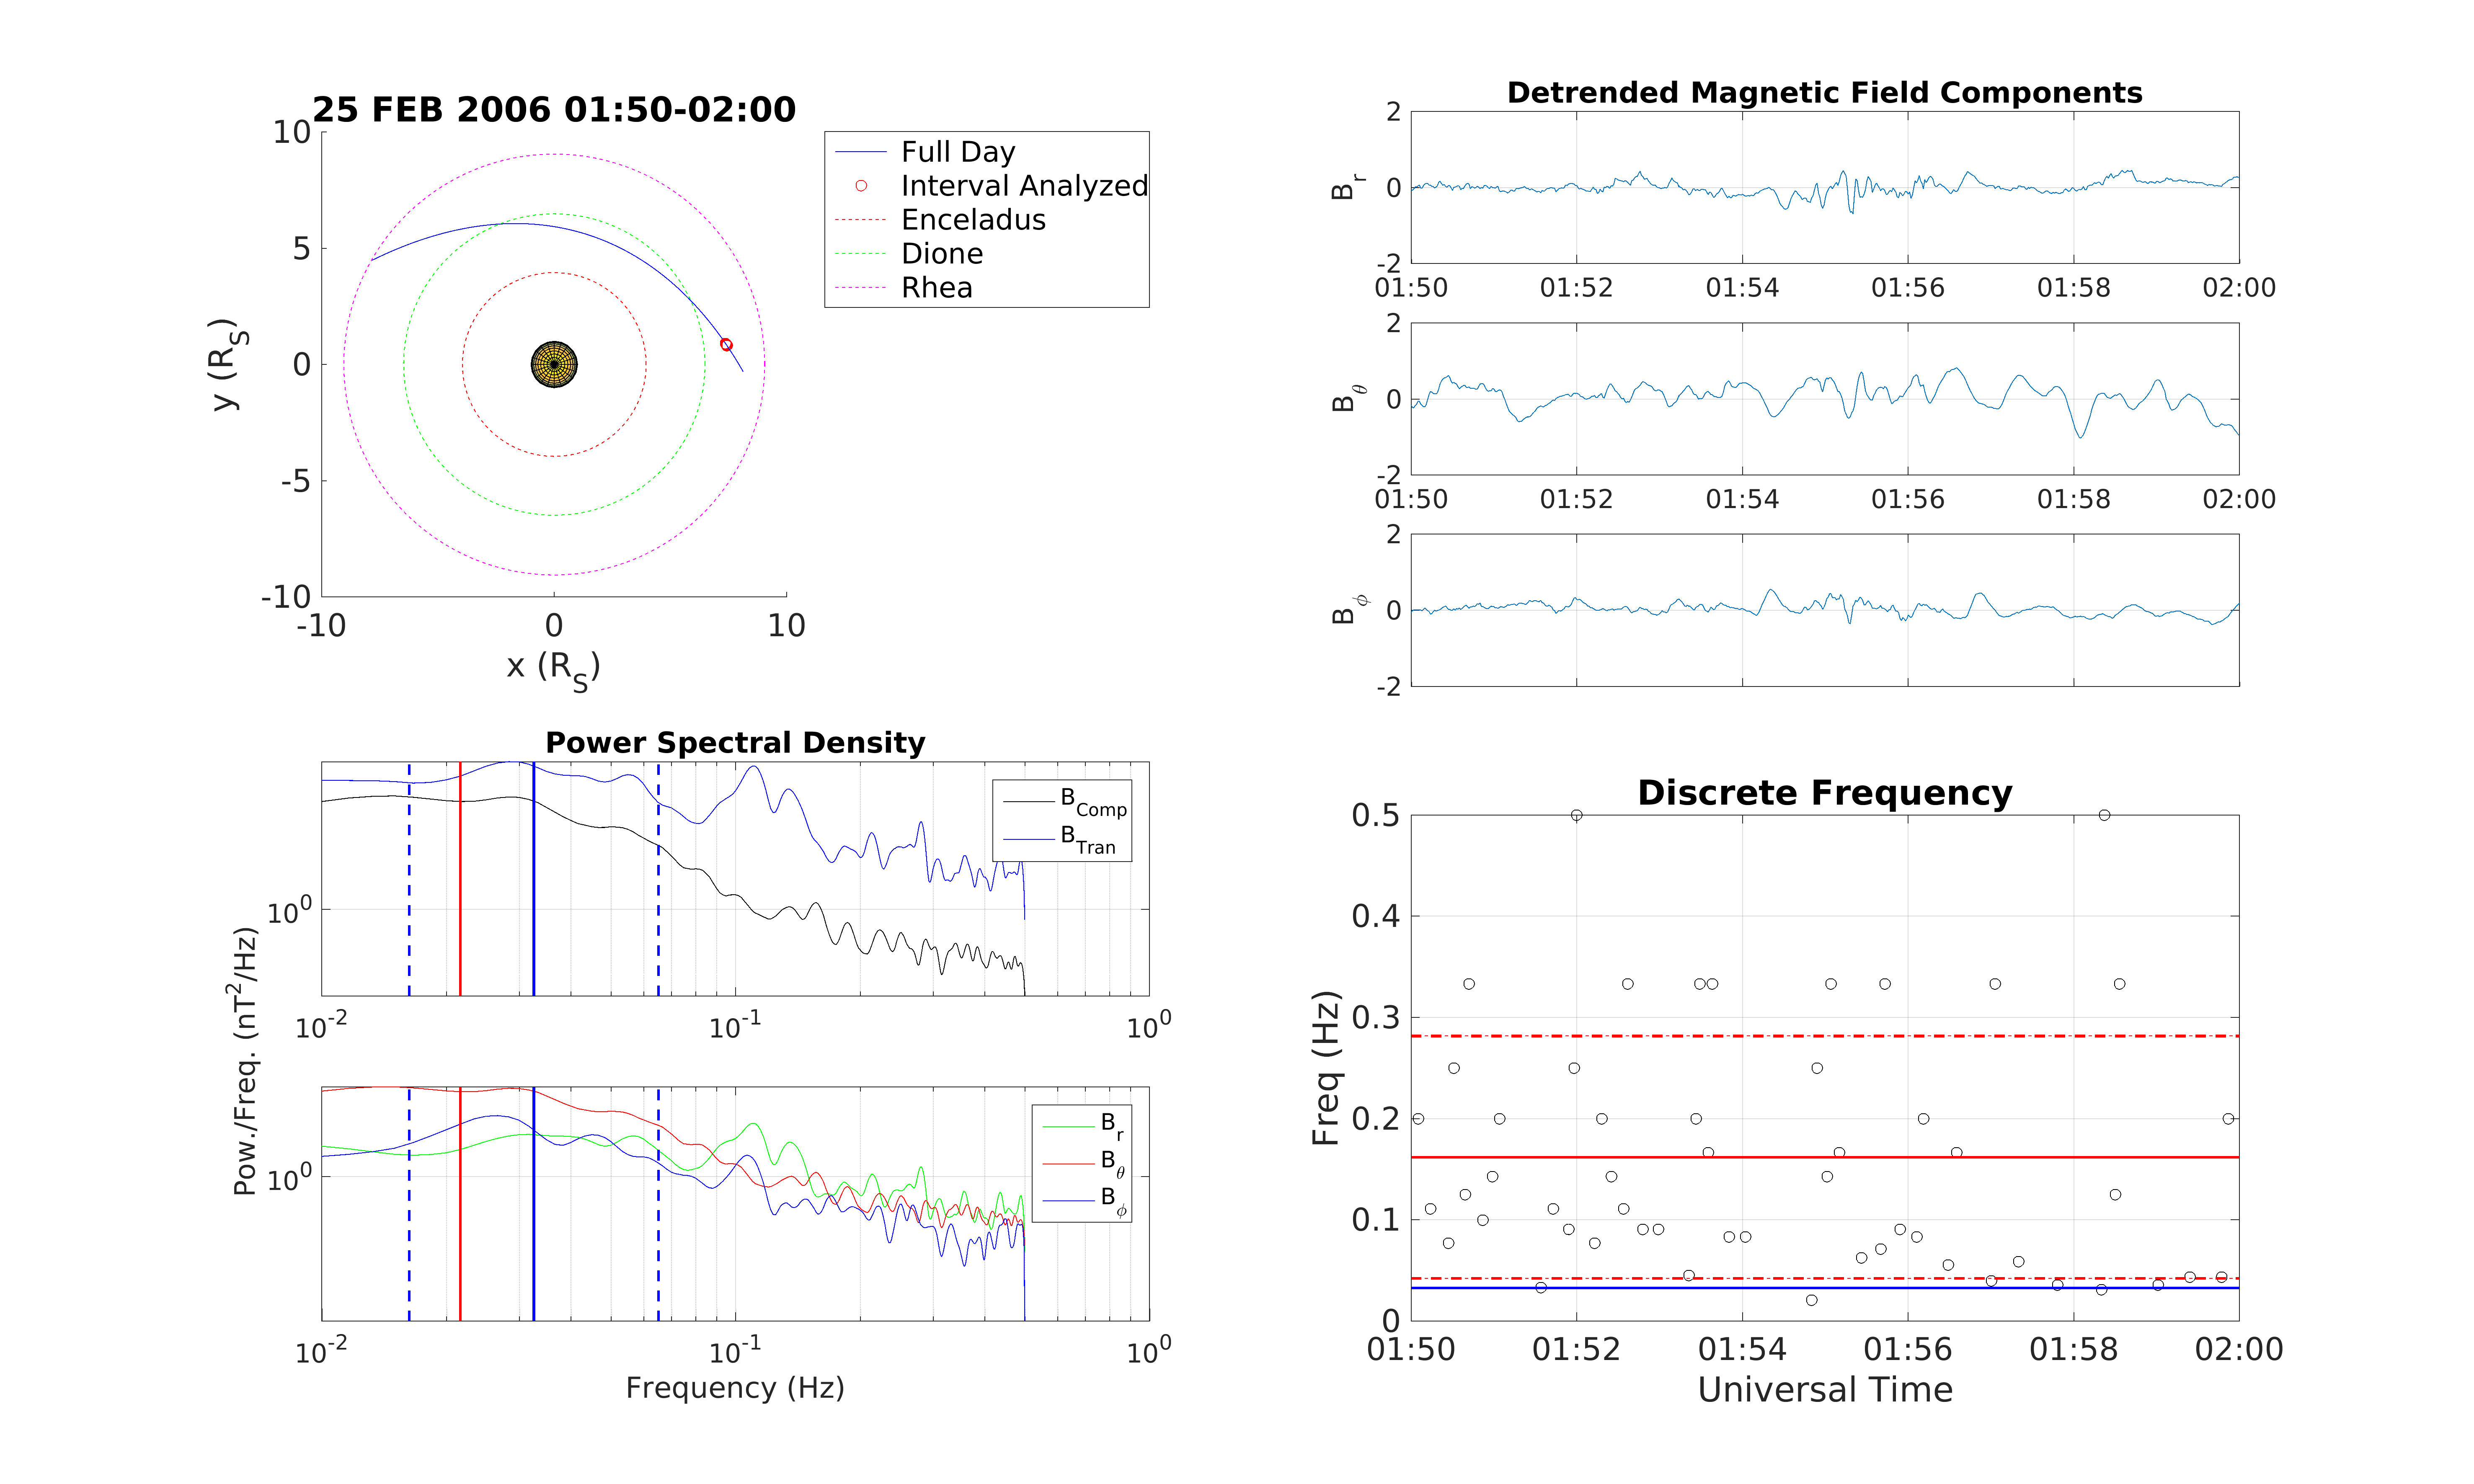 25 FEB 2006 01:50-02:00
10
5
0
-5
-10
-10
0
10
y (R_S)
x (R_S)
Full Day
Interval Analyzed
Enceladus
Dione
Rhea
Detrended Magnetic Field Components
B_r
2
0
-2
01:50
01:52
01:54
01:56
01:58
02:00
B_θ
2
0
-2
01:50
01:52
01:54
01:56
01:58
02:00
B_ϕ
2
0
-2
Power Spectral Density
10^0
10^-2
10^-1
10^0
B_Comp
B_Tran
Pow./Freq. (nT^2/Hz)
10^0
10^-2
10^-1
10^0
B_r
B_θ
B_ϕ
Frequency (Hz)
Discrete Frequency
Freq (Hz)
0.5
0.4
0.3
0.2
0.1
0
01:50
01:52
01:54
01:56
01:58
02:00
Universal Time